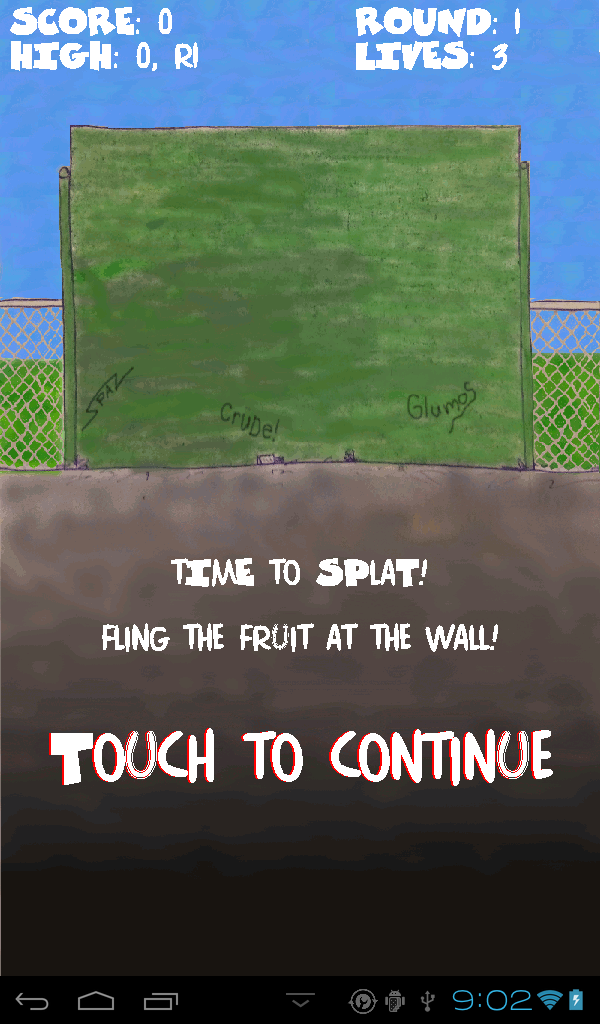 SCORE: 0
ROUND: 1
HIGH: 0, R1
LIVES: 3
SPAZ
Crude!
Glumos
TIME TO SPLAT!
FLING THE FRUIT AT THE WALL!
TOUCH TO CONTINUE
9:02